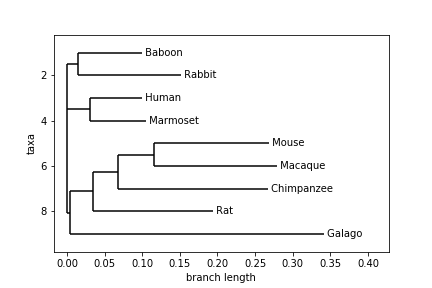 Baboon
Rabbit
Human
Marmoset
Mouse
Macaque
Chimpanzee
Rat
Galago
2
4
6
8
taxa
0.00 0.05 0.10 0.15 0.20 0.25 0.30 0.35 0.40
branch length